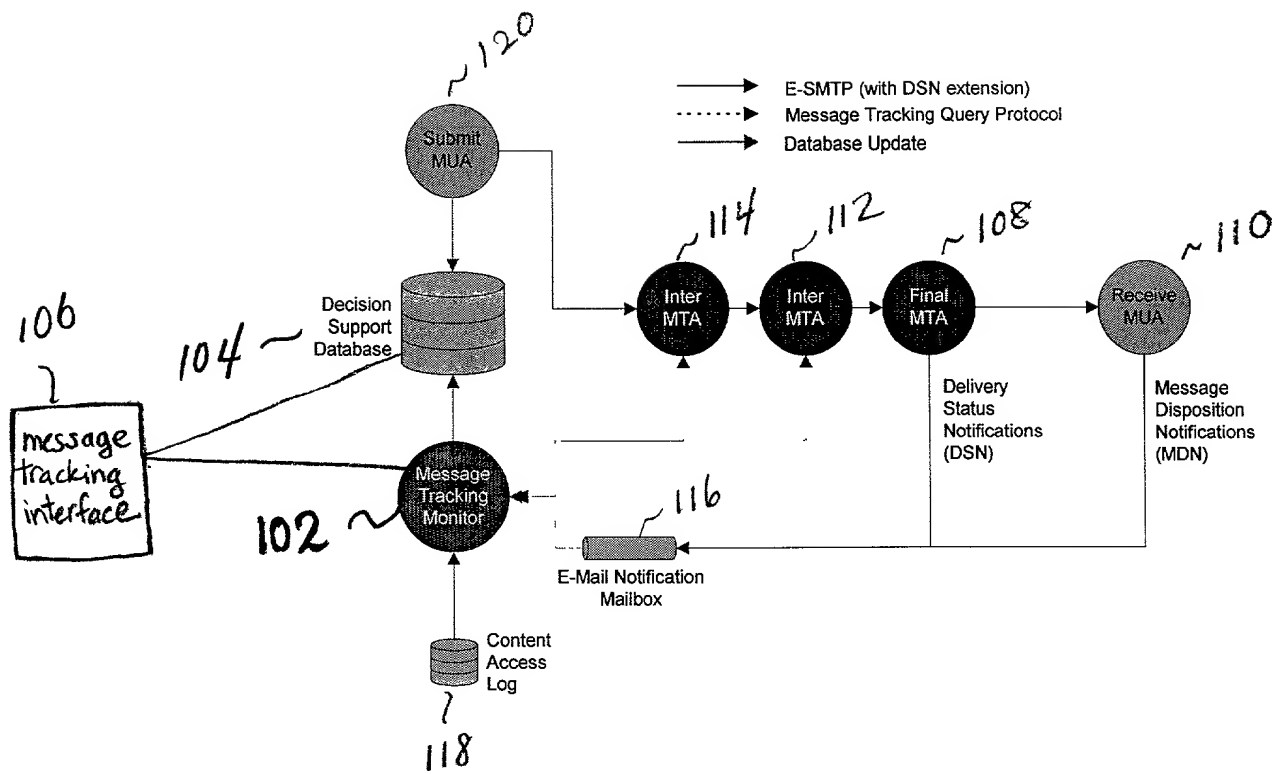 120
E-SMTP (with DSN extension)
Message Tracking Query Protocol
Database Update
Submit
MUA
114
112
108
110
Inter
MTA
Inter
MTA
Final
MTA
Receive
MUA
Decision
Support
Database
104
106
message
tracking
interface
Delivery
Status
Notifications
(DSN)
Message
Disposition
Notifications
(MDN)
Message
Tracking
Monitor
102
116
E-Mail Notification
Mailbox
Content
Access
Log
118